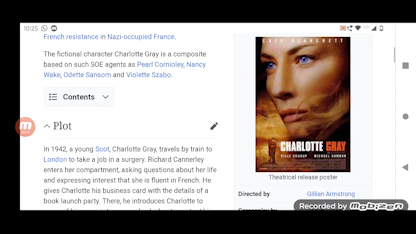 10:25
French resistance in Nazi-occupied France.
The fictional character Charlotte Gray is a composite
based on such SOE agents as Pearl Cornioley, Nancy
Wake, Odette Sansom and Violette Szabo.
Contents
Plot
In 1942, a young Scot, Charlotte Gray, travels by train to
London to take a job in a surgery. Richard Cannerley
enters her compartment, asking questions about her life
and expressing interest that she is fluent in French. He
gives Charlotte his business card with the details of a
book launch party. There, he introduces Charlotte to
CATE BLANCHETT
CHARLOTTE GRAY
BILLY CRUDUP MICHAEL GAMBON
Theatrical release poster
Directed by Gillian Armstrong
Recorded by Mobizen